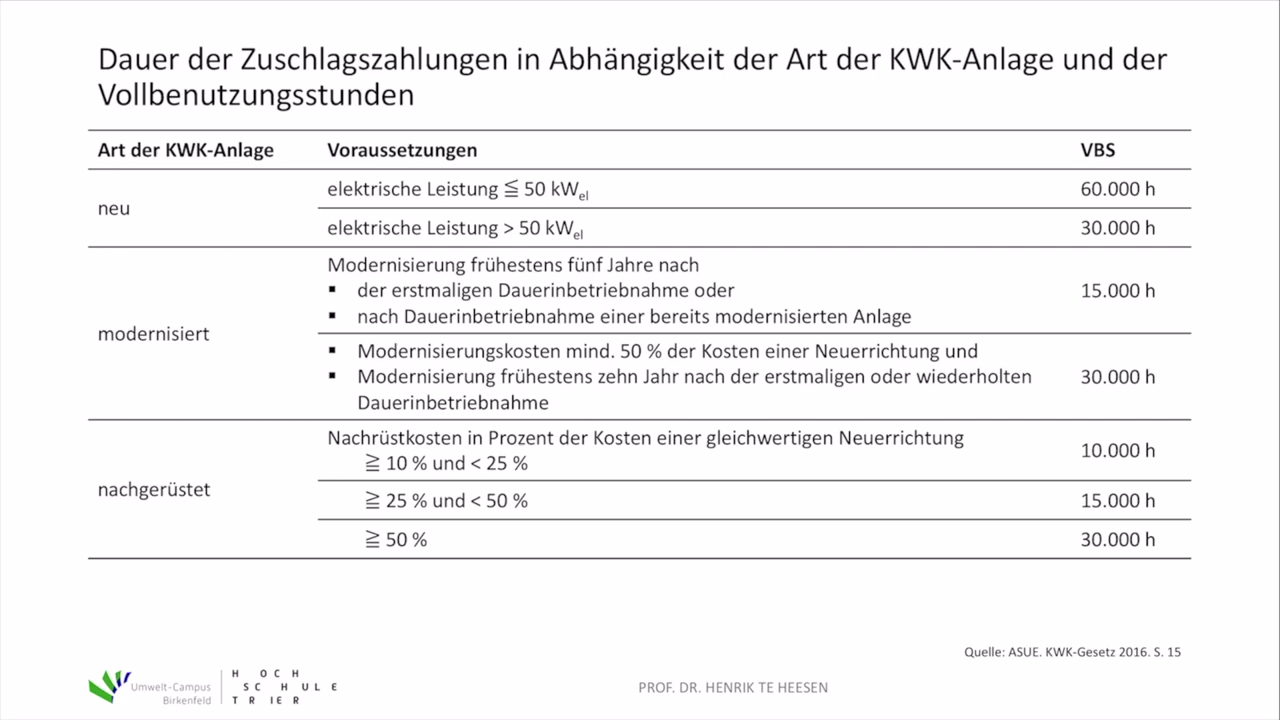 Dauer der Zuschlagszahlungen in Abhängigkeit der Art der KWK-Anlage und der
Vollbenutzungsstunden
Art der KWK-Anlage Voraussetzungen VBS
neu
elektrische Leistung ≦ 50 kWel 60.000 h
elektrische Leistung > 50 kWel 30.000 h
modernisiert
Modernisierung frühestens fünf Jahre nach
▪ der erstmaligen Dauerinbetriebnahme oder 15.000 h
▪ nach Dauerinbetriebnahme einer bereits modernisierten Anlage
▪ Modernisierungskosten mind. 50 % der Kosten einer Neuerrichtung und
▪ Modernisierung frühestens zehn Jahr nach der erstmaligen oder wiederholten 30.000 h
Dauerinbetriebnahme
nachgerüstet
Nachrüstkosten in Prozent der Kosten einer gleichwertigen Neuerrichtung
≧ 10 % und < 25 % 10.000 h
≧ 25 % und < 50 % 15.000 h
≧ 50 % 30.000 h
Quelle: ASUE. KWK-Gesetz 2016. S. 15
Umwelt-Campus
Birkenfeld
HOCH
SCHULE
TRIER
PROF. DR. HENRIK TE HEESEN